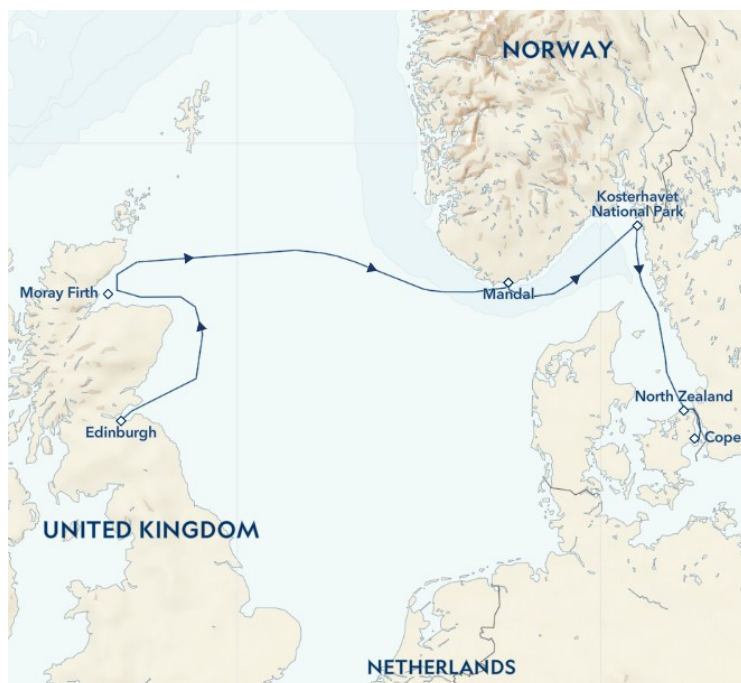 NORWAY
Kosterhavet
National Park
Moray Firth
Mandal
North Zealand
Edinburgh
Cope
UNITED KINGDOM
NETHERLANDS